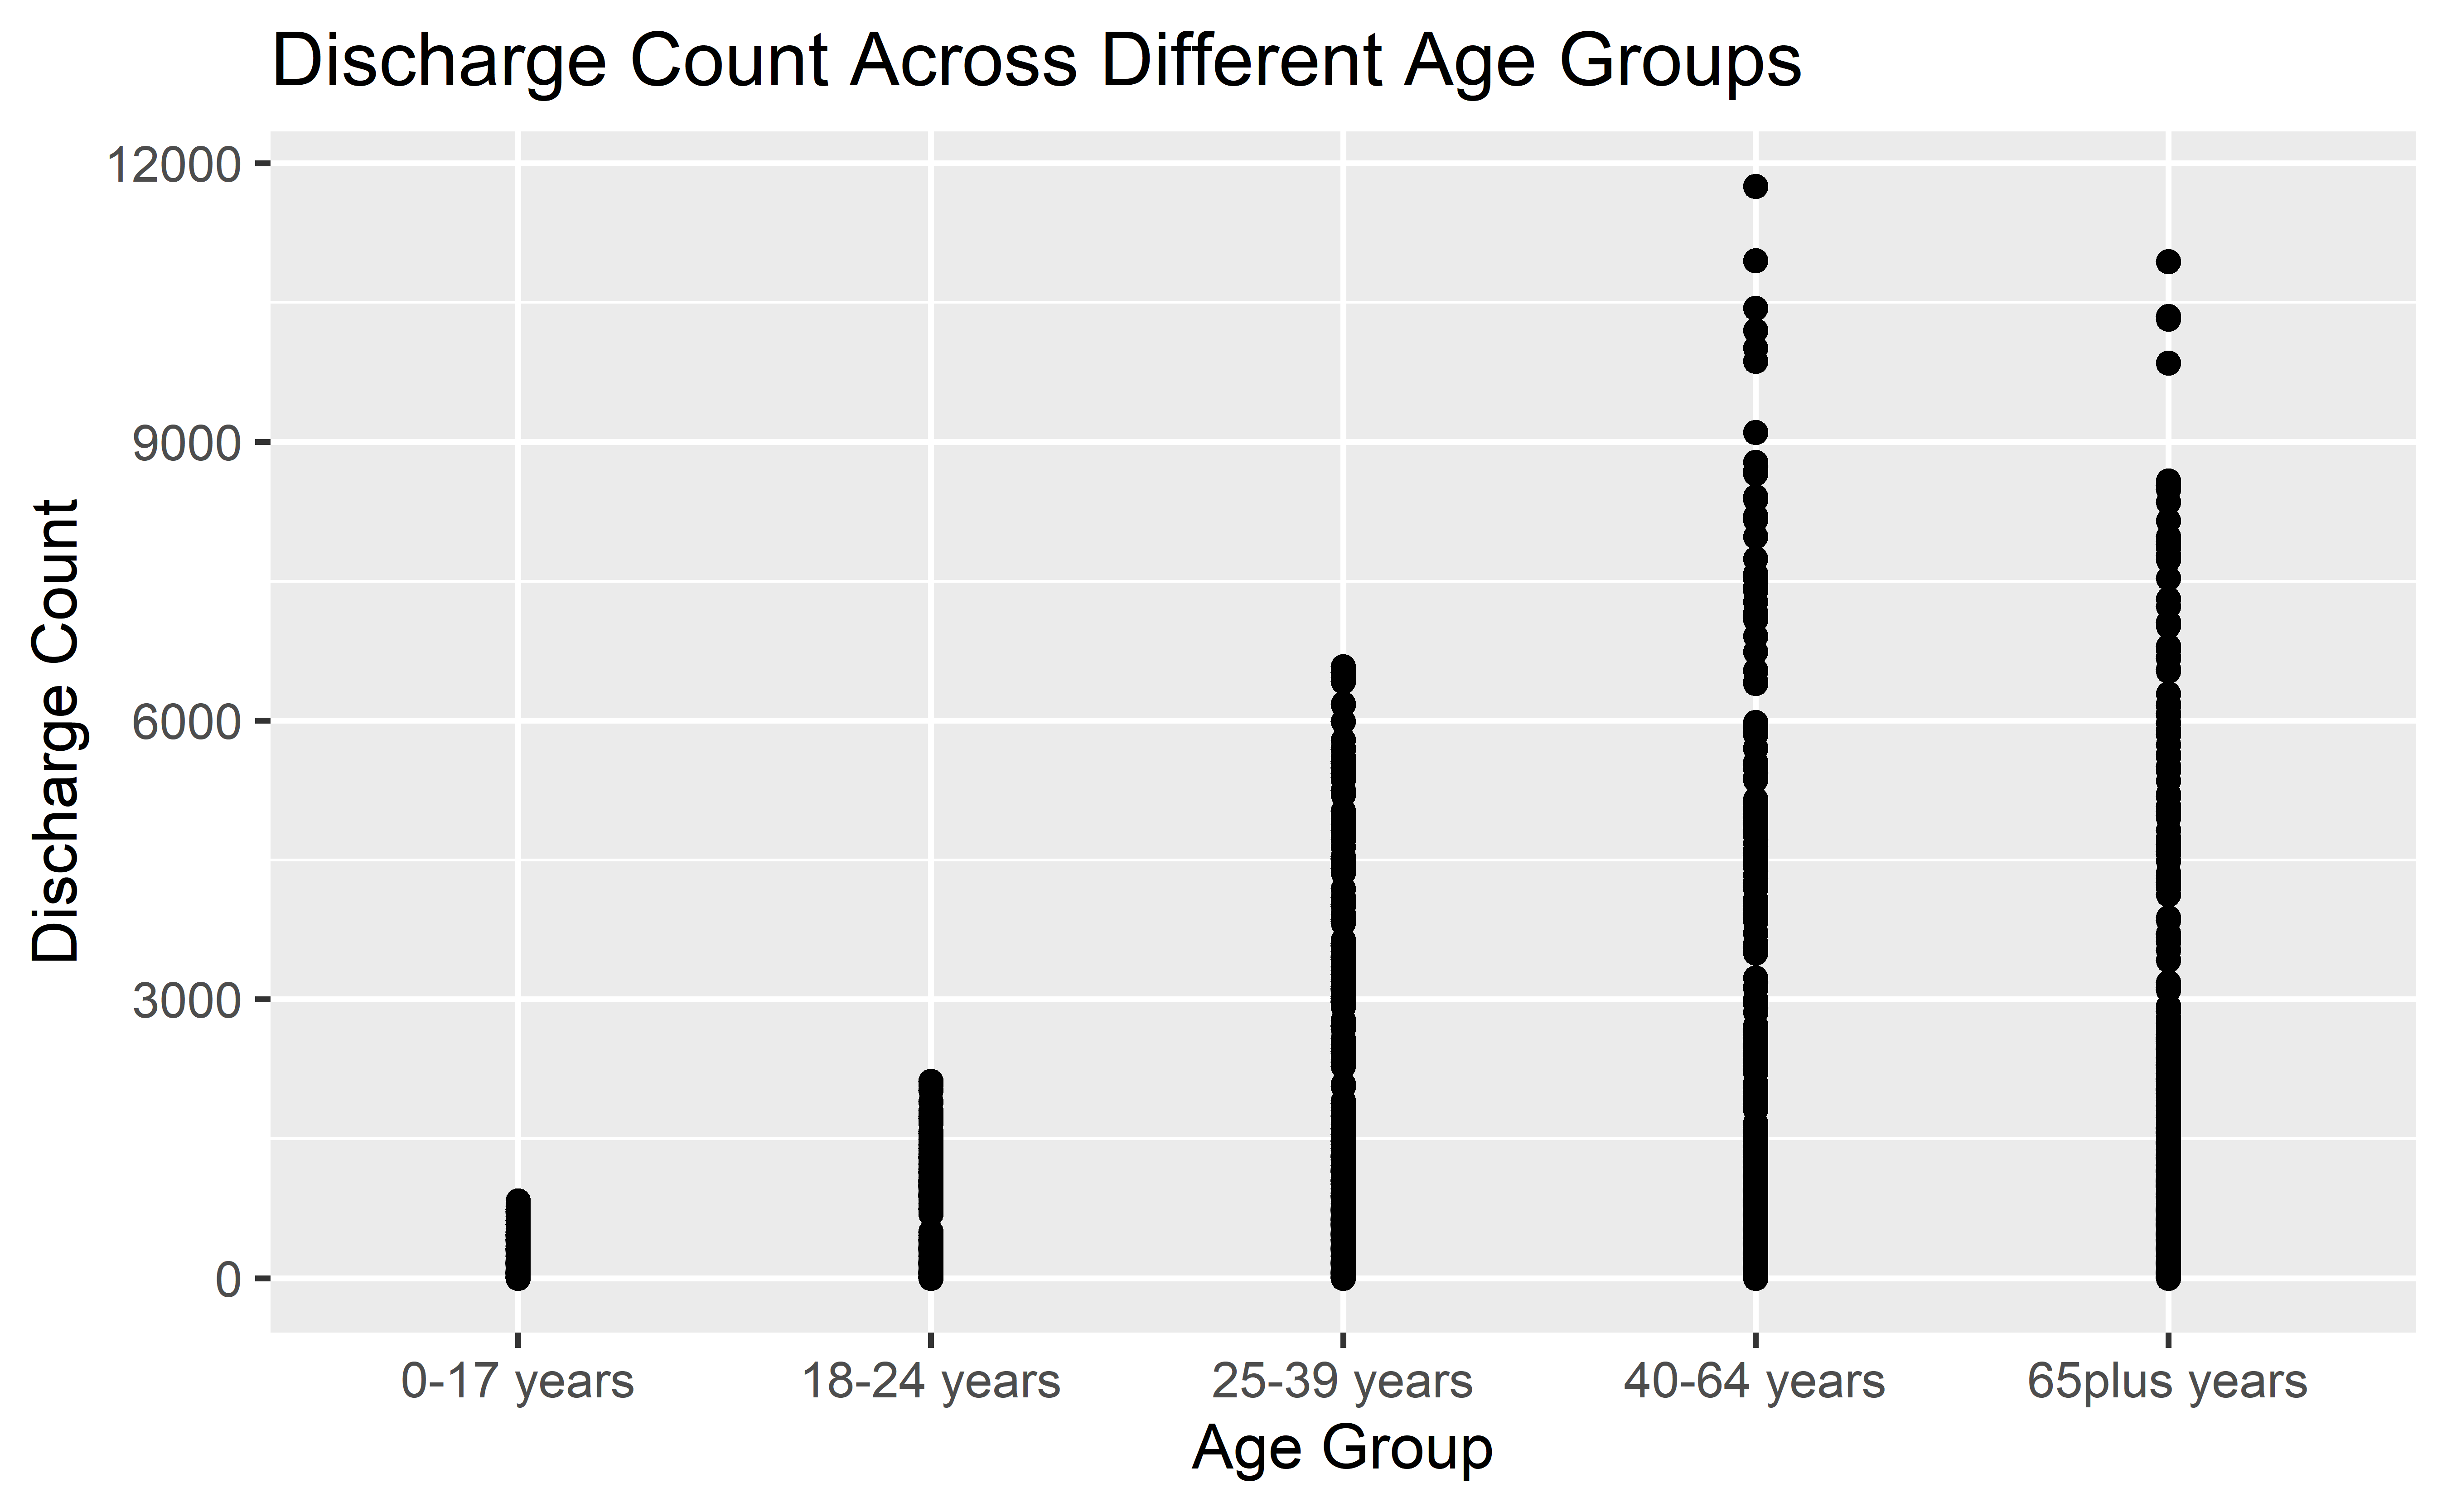 Discharge Count Across Different Age Groups
12000
9000
6000
3000
0
Discharge Count
0-17 years
18-24 years
25-39 years
40-64 years
65plus years
Age Group